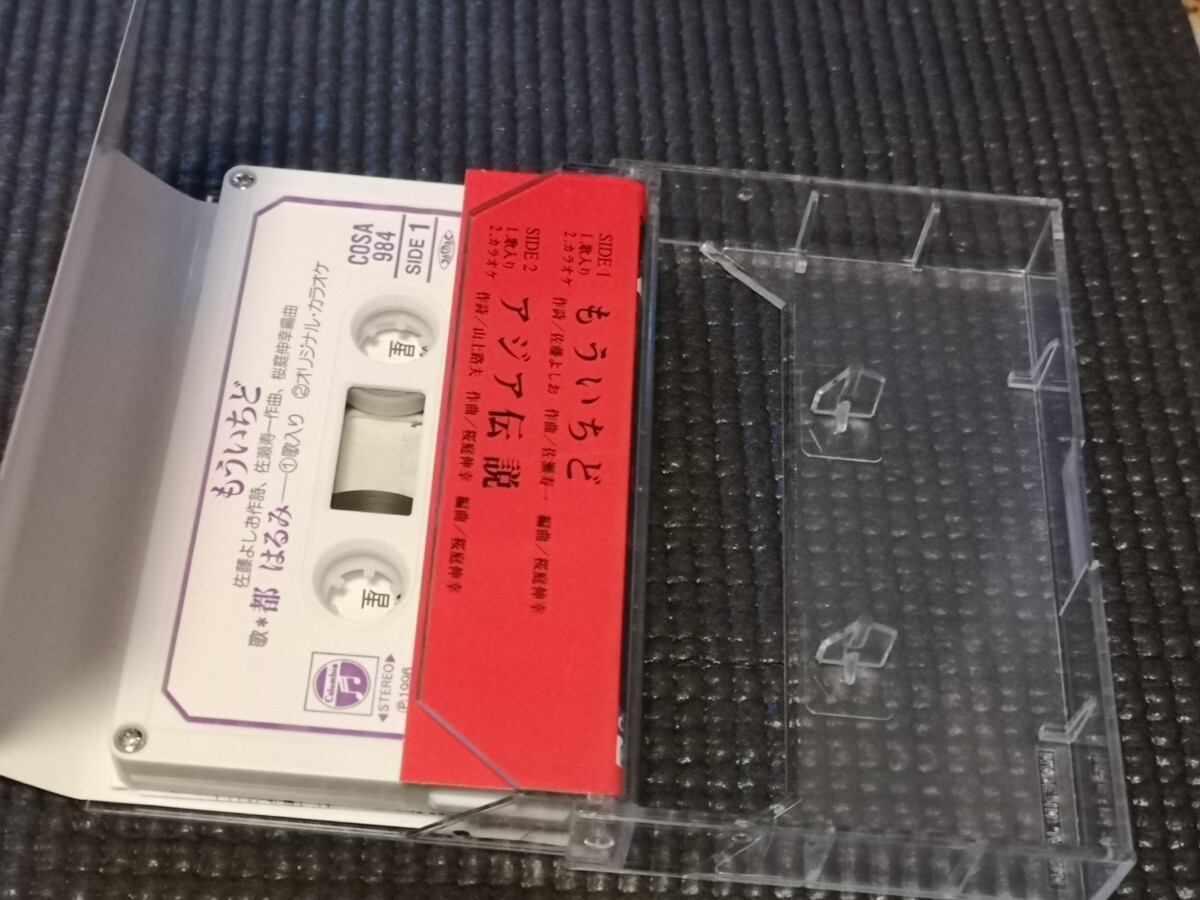 もういちど
佐藤よしお作詩、佐瀬寿一作曲、桜庭伸幸編曲
歌*都 はるみ──①歌入り ②オリジナル・カラオケ
COSA
984
SIDE 1
Columbia
◀STEREO▶
Ⓟ1996
SIDE 1
1.歌入り
2.カラオケ
もういちど
作詩/佐藤よしお 作曲/佐瀬寿一 編曲/桜庭伸幸
SIDE 2
1.歌入り
2.カラオケ
アジア伝説
作詩/山上路夫 作曲/桜庭伸幸 編曲/桜庭伸幸